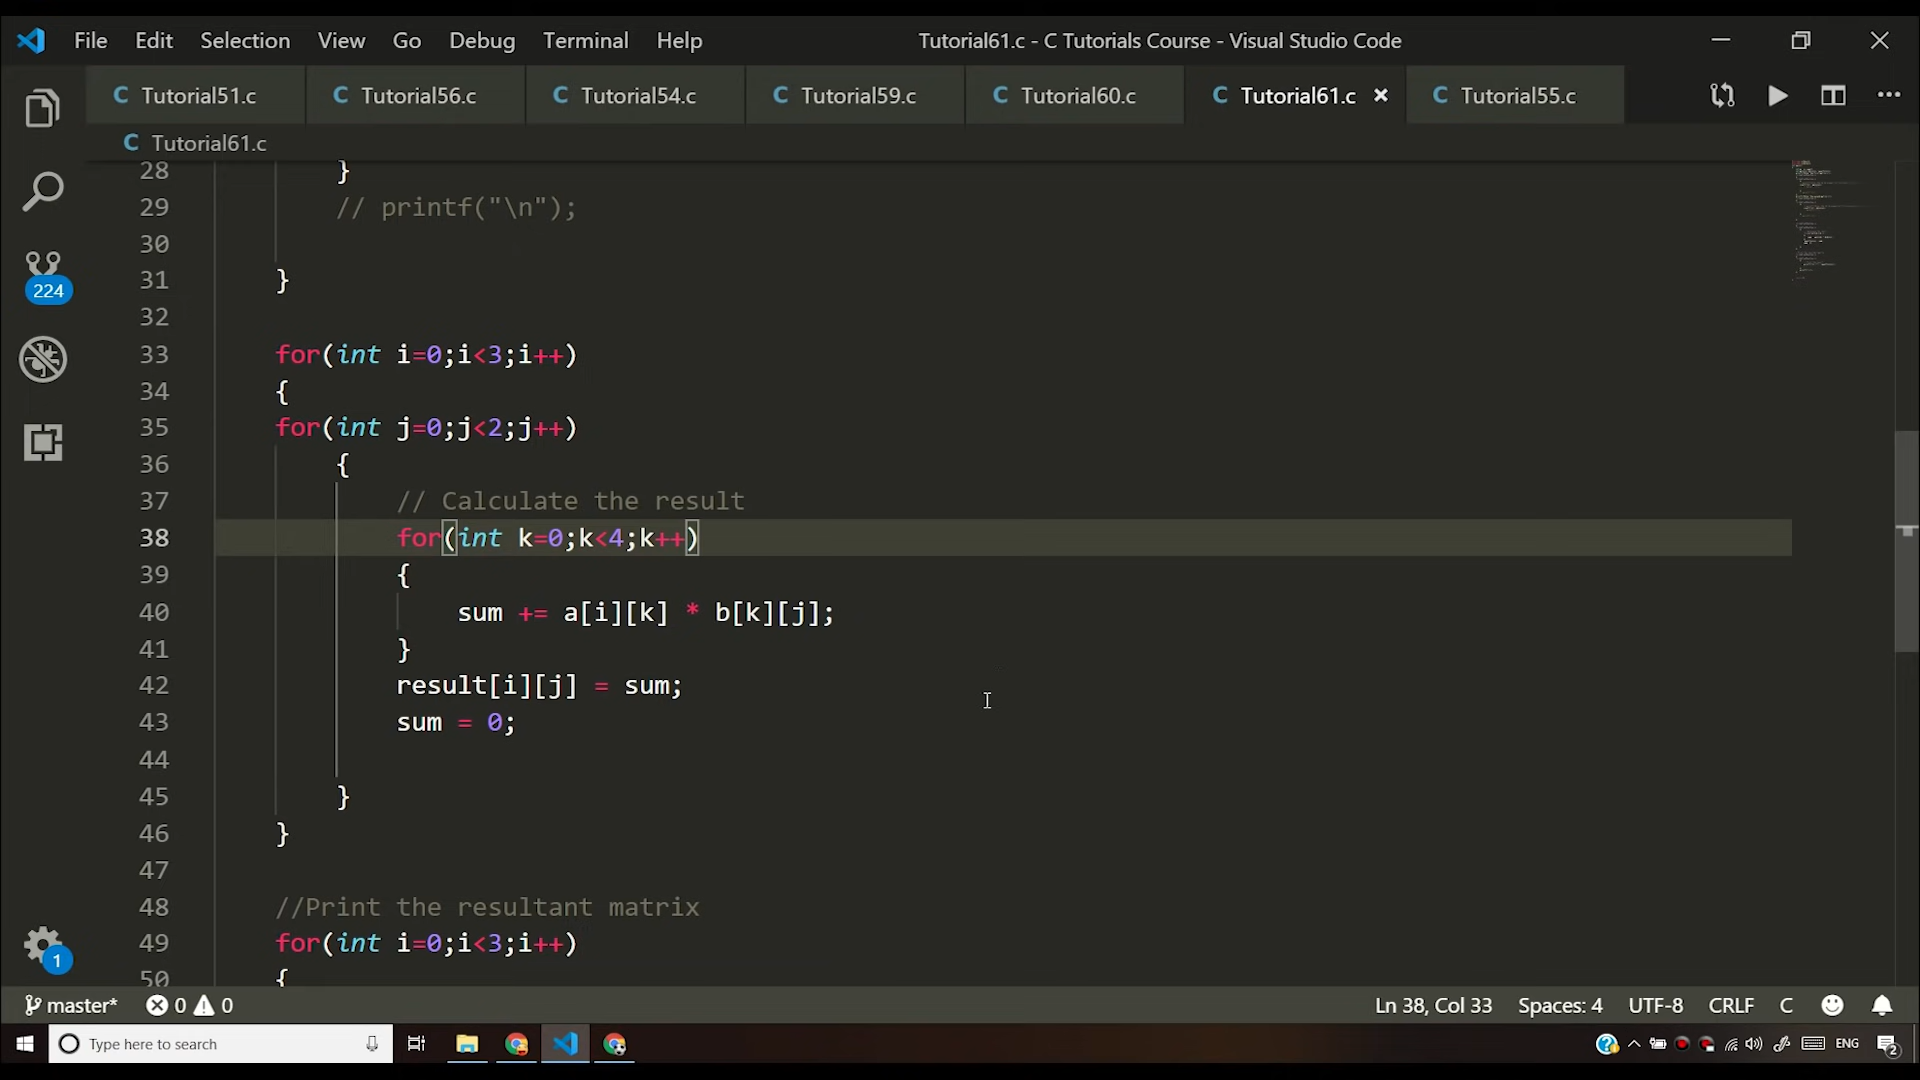 File Edit Selection View Go Debug Terminal Help Tutorial61.c - C Tutorials Course - Visual Studio Code
C Tutorial51.c C Tutorial56.c C Tutorial54.c C Tutorial59.c C Tutorial60.c C Tutorial61.c × C Tutorial55.c ...
C Tutorial61.c
28 }
29 // printf("\n");
30
31 }
32
33 for(int i=0;i<3;i++)
34 {
35 for(int j=0;j<2;j++)
36 {
37 // Calculate the result
38 for(int k=0;k<4;k++)
39 {
40 sum += a[i][k] * b[k][j];
41 }
42 result[i][j] = sum;
43 sum = 0;
44
45 }
46 }
47
48 //Print the resultant matrix
49 for(int i=0;i<3;i++)
50 {
224
1
master* 0 0 Ln 38, Col 33 Spaces: 4 UTF-8 CRLF C
Type here to search ENG 2